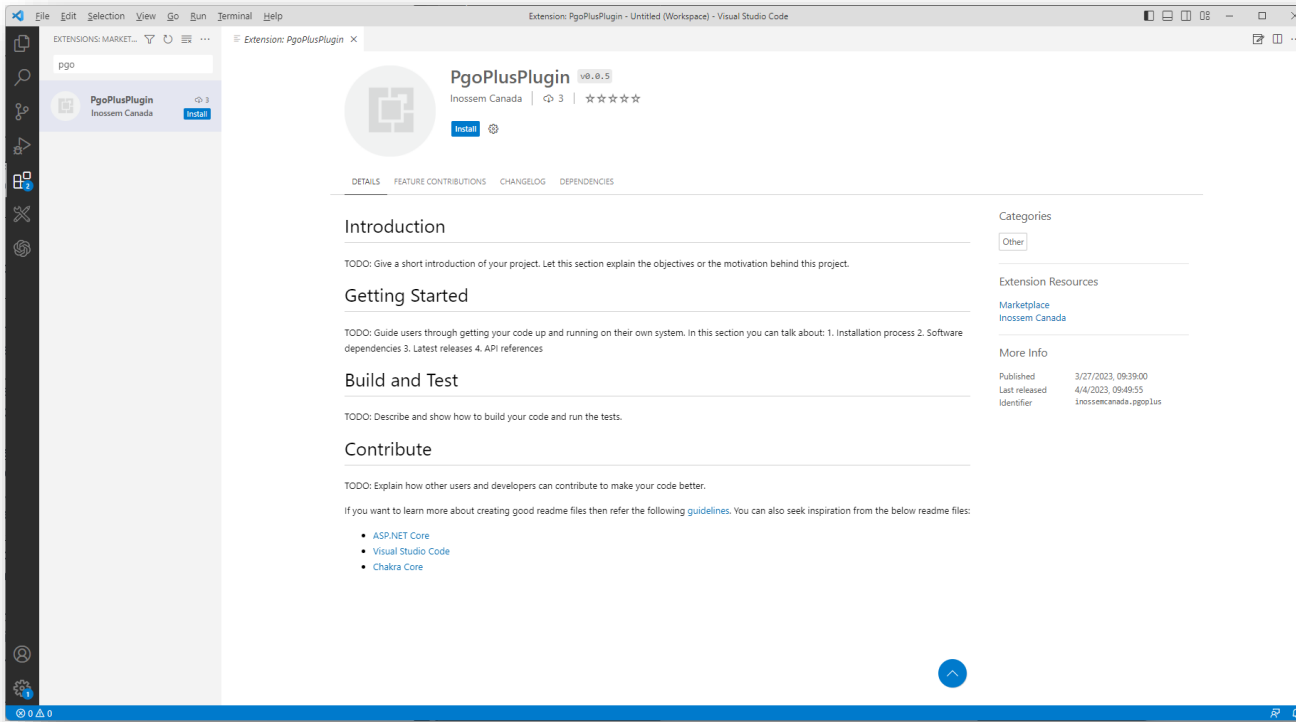 File Edit Selection View Go Run Terminal Help
Extension: PgoPlusPlugin - Untitled (Workspace) - Visual Studio Code
EXTENSIONS: MARKET...
Extension: PgoPlusPlugin
pgo
PgoPlusPlugin 3
Inossem Canada Install
PgoPlusPlugin v0.0.5
Inossem Canada 3
Install
DETAILS FEATURE CONTRIBUTIONS CHANGELOG DEPENDENCIES
Introduction
TODO: Give a short introduction of your project. Let this section explain the objectives or the motivation behind this project.
Getting Started
TODO: Guide users through getting your code up and running on their own system. In this section you can talk about: 1. Installation process 2. Software
dependencies 3. Latest releases 4. API references
Build and Test
TODO: Describe and show how to build your code and run the tests.
Contribute
TODO: Explain how other users and developers can contribute to make your code better.
If you want to learn more about creating good readme files then refer the following guidelines. You can also seek inspiration from the below readme files:
ASP.NET Core
Visual Studio Code
Chakra Core
Categories
Other
Extension Resources
Marketplace
Inossem Canada
More Info
Published 3/27/2023, 09:39:00
Last released 4/4/2023, 09:49:55
Identifier inossemcanada.pgoplus
2
1
0 0